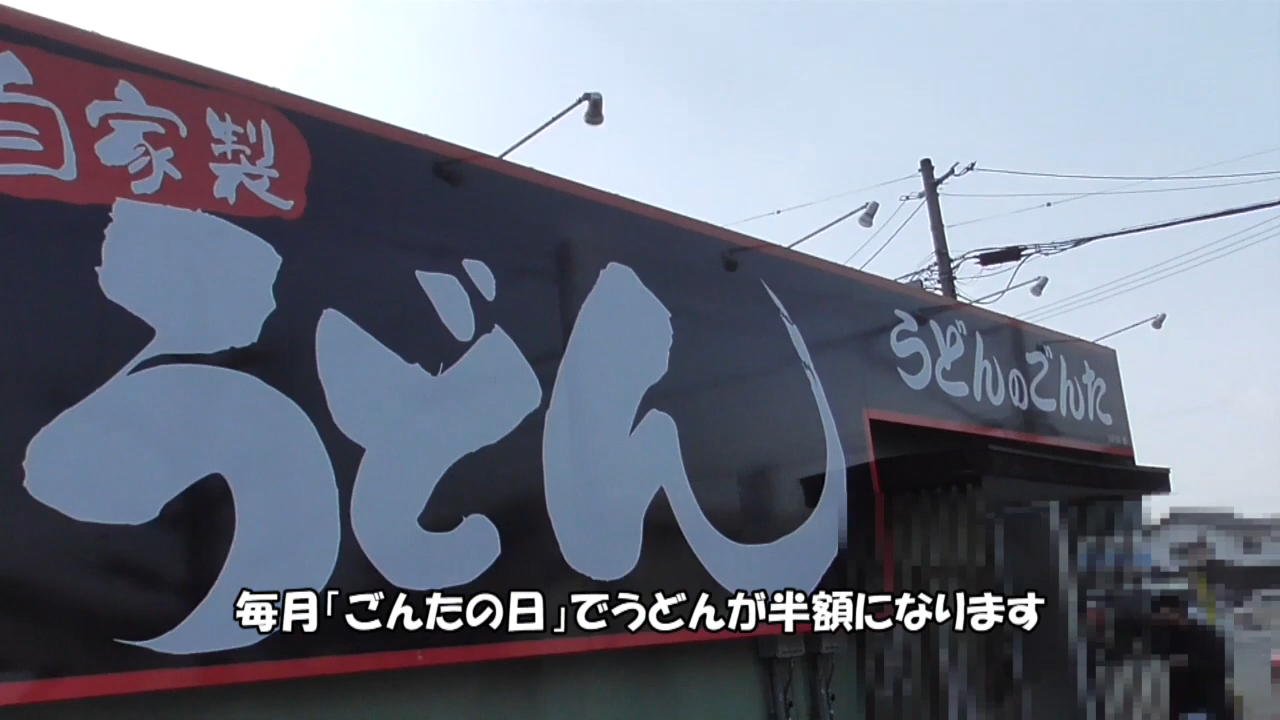 自家製
うどん
うどんのごんた
毎月「ごんたの日」でうどんが半額になります